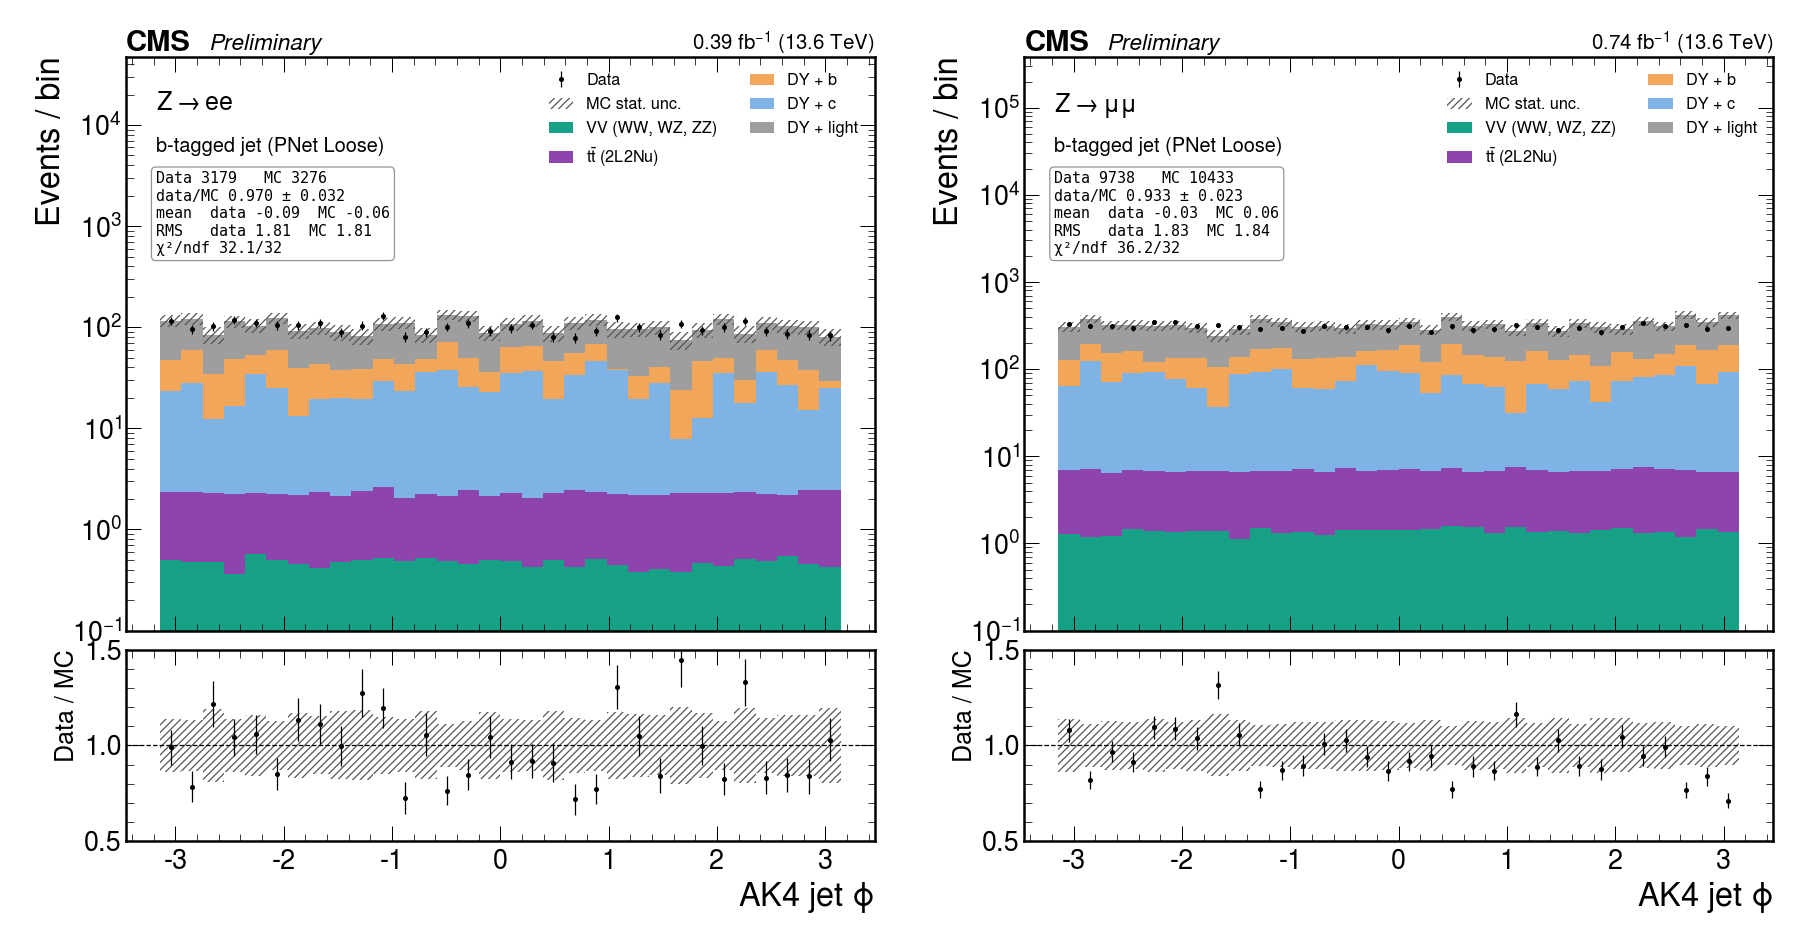 CMS Preliminary 0.39 fb⁻¹ (13.6 TeV)
Events / bin
Z → ee
b-tagged jet (PNet Loose)
Data 3179   MC 3276
data/MC 0.970 ± 0.032
mean  data -0.09  MC -0.06
RMS   data 1.81  MC 1.81
χ²/ndf 32.1/32
Data
MC stat. unc.
VV (WW, WZ, ZZ)
tt̄ (2L2Nu)
DY + b
DY + c
DY + light
10⁴
10³
10²
10¹
10⁰
10⁻¹
Data / MC
1.5
1.0
0.5
-3 -2 -1 0 1 2 3
AK4 jet ϕ
CMS Preliminary 0.74 fb⁻¹ (13.6 TeV)
Events / bin
Z → μμ
b-tagged jet (PNet Loose)
Data 9738   MC 10433
data/MC 0.933 ± 0.023
mean  data -0.03  MC 0.06
RMS   data 1.83  MC 1.84
χ²/ndf 36.2/32
Data
MC stat. unc.
VV (WW, WZ, ZZ)
tt̄ (2L2Nu)
DY + b
DY + c
DY + light
10⁵
10⁴
10³
10²
10¹
10⁰
10⁻¹
Data / MC
1.5
1.0
0.5
-3 -2 -1 0 1 2 3
AK4 jet ϕ